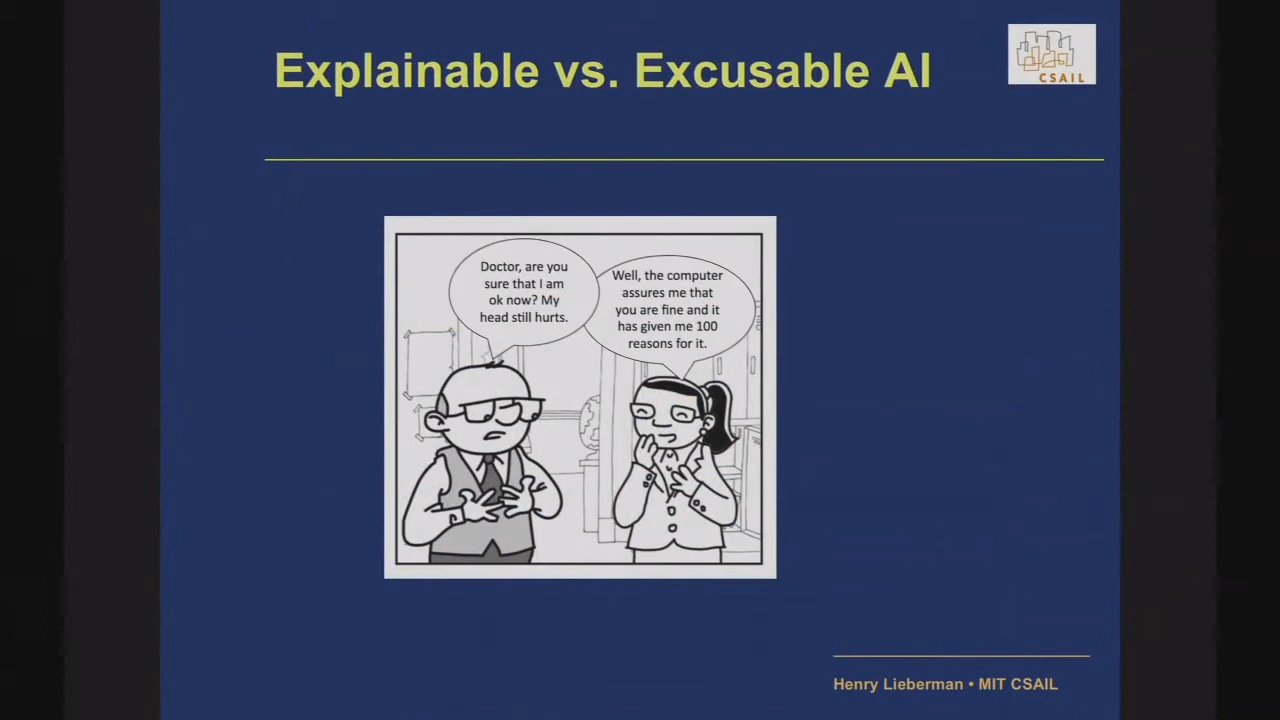 Explainable vs. Excusable AI
CSAIL
Doctor, are you
sure that I am
ok now? My
head still hurts.
Well, the computer
assures me that
you are fine and it
has given me 100
reasons for it.
Henry Lieberman • MIT CSAIL